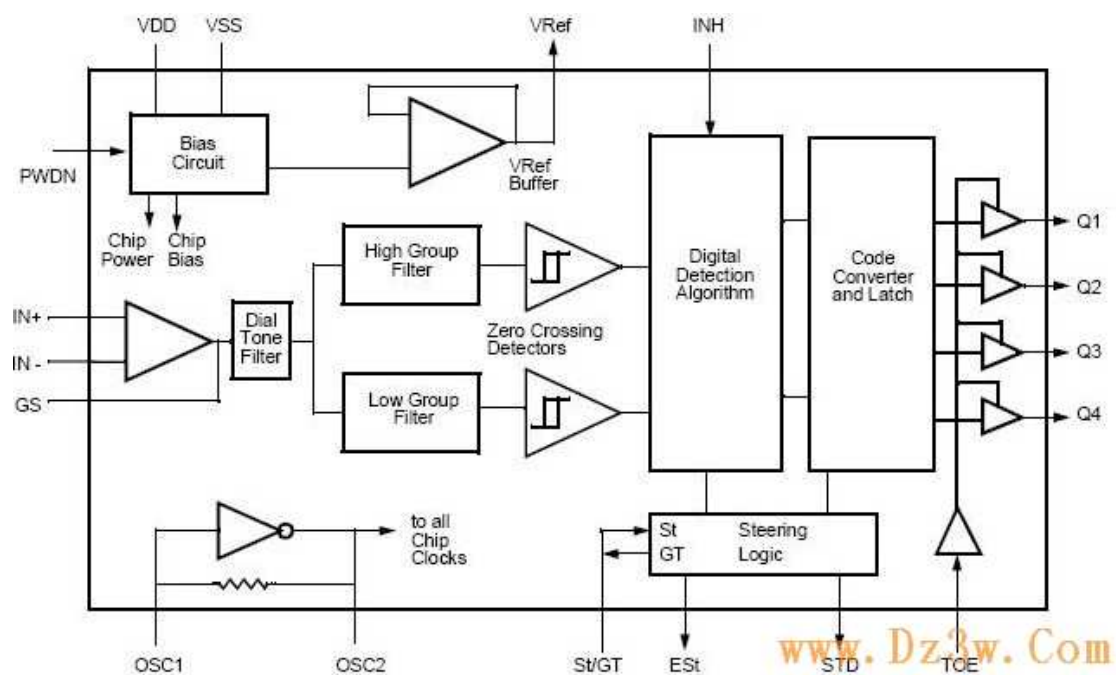 VDD
VSS
VRef
INH
PWDN
Bias
Circuit
VRef
Buffer
Chip
Power
Chip
Bias
High Group
Filter
Digital
Detection
Algorithm
Code
Converter
and Latch
Q1
Q2
Q3
Q4
IN+
IN -
GS
Dial
Tone
Filter
Zero Crossing
Detectors
Low Group
Filter
to all
Chip
Clocks
St
GT
Steering
Logic
OSC1
OSC2
St/GT
ESt
STD
TOE
www.Dz3w.Com